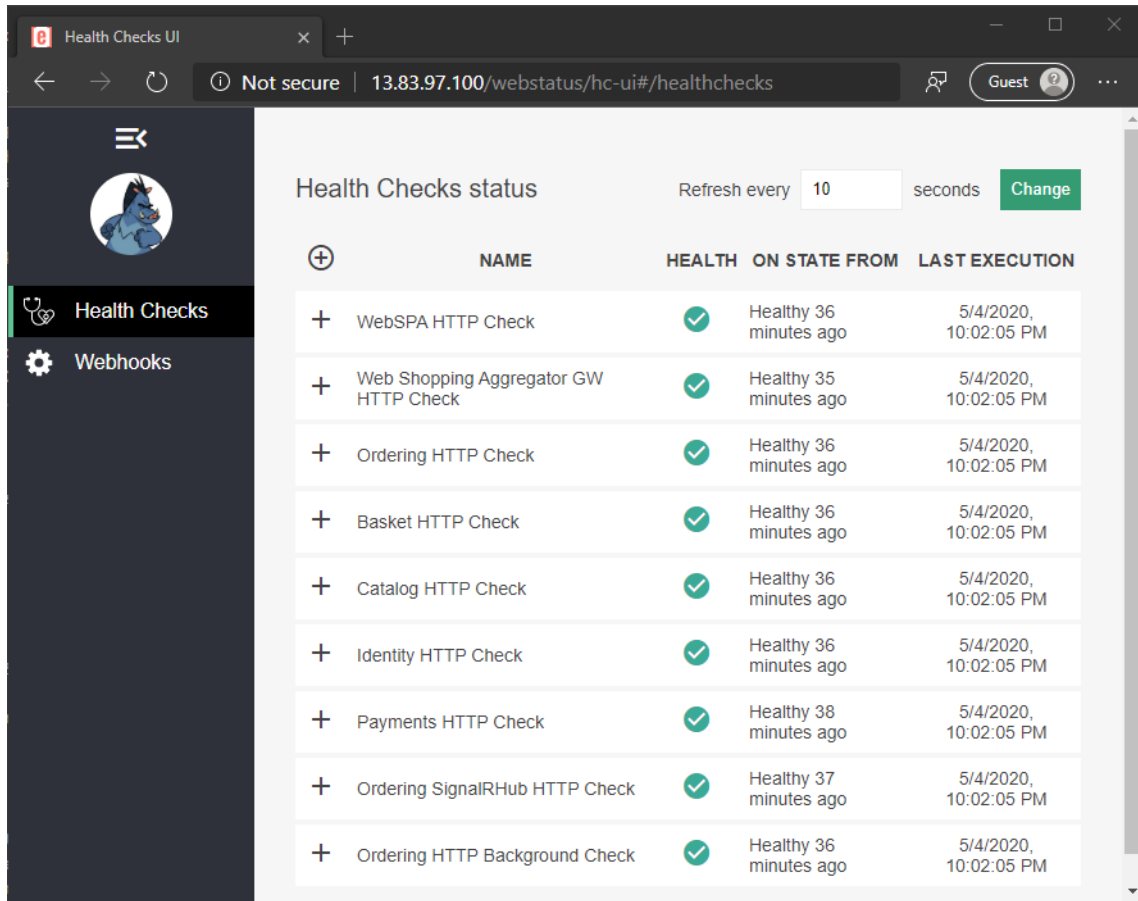 Health Checks UI
Not secure | 13.83.97.100/webstatus/hc-ui#/healthchecks
Guest
Health Checks status
Refresh every 10 seconds Change
NAME HEALTH ON STATE FROM LAST EXECUTION
Health Checks
Webhooks
WebSPA HTTP Check
Healthy 36
minutes ago
5/4/2020,
10:02:05 PM
Web Shopping Aggregator GW
HTTP Check
Healthy 35
minutes ago
5/4/2020,
10:02:05 PM
Ordering HTTP Check
Healthy 36
minutes ago
5/4/2020,
10:02:05 PM
Basket HTTP Check
Healthy 36
minutes ago
5/4/2020,
10:02:05 PM
Catalog HTTP Check
Healthy 36
minutes ago
5/4/2020,
10:02:05 PM
Identity HTTP Check
Healthy 36
minutes ago
5/4/2020,
10:02:05 PM
Payments HTTP Check
Healthy 38
minutes ago
5/4/2020,
10:02:05 PM
Ordering SignalRHub HTTP Check
Healthy 37
minutes ago
5/4/2020,
10:02:05 PM
Ordering HTTP Background Check
Healthy 36
minutes ago
5/4/2020,
10:02:05 PM